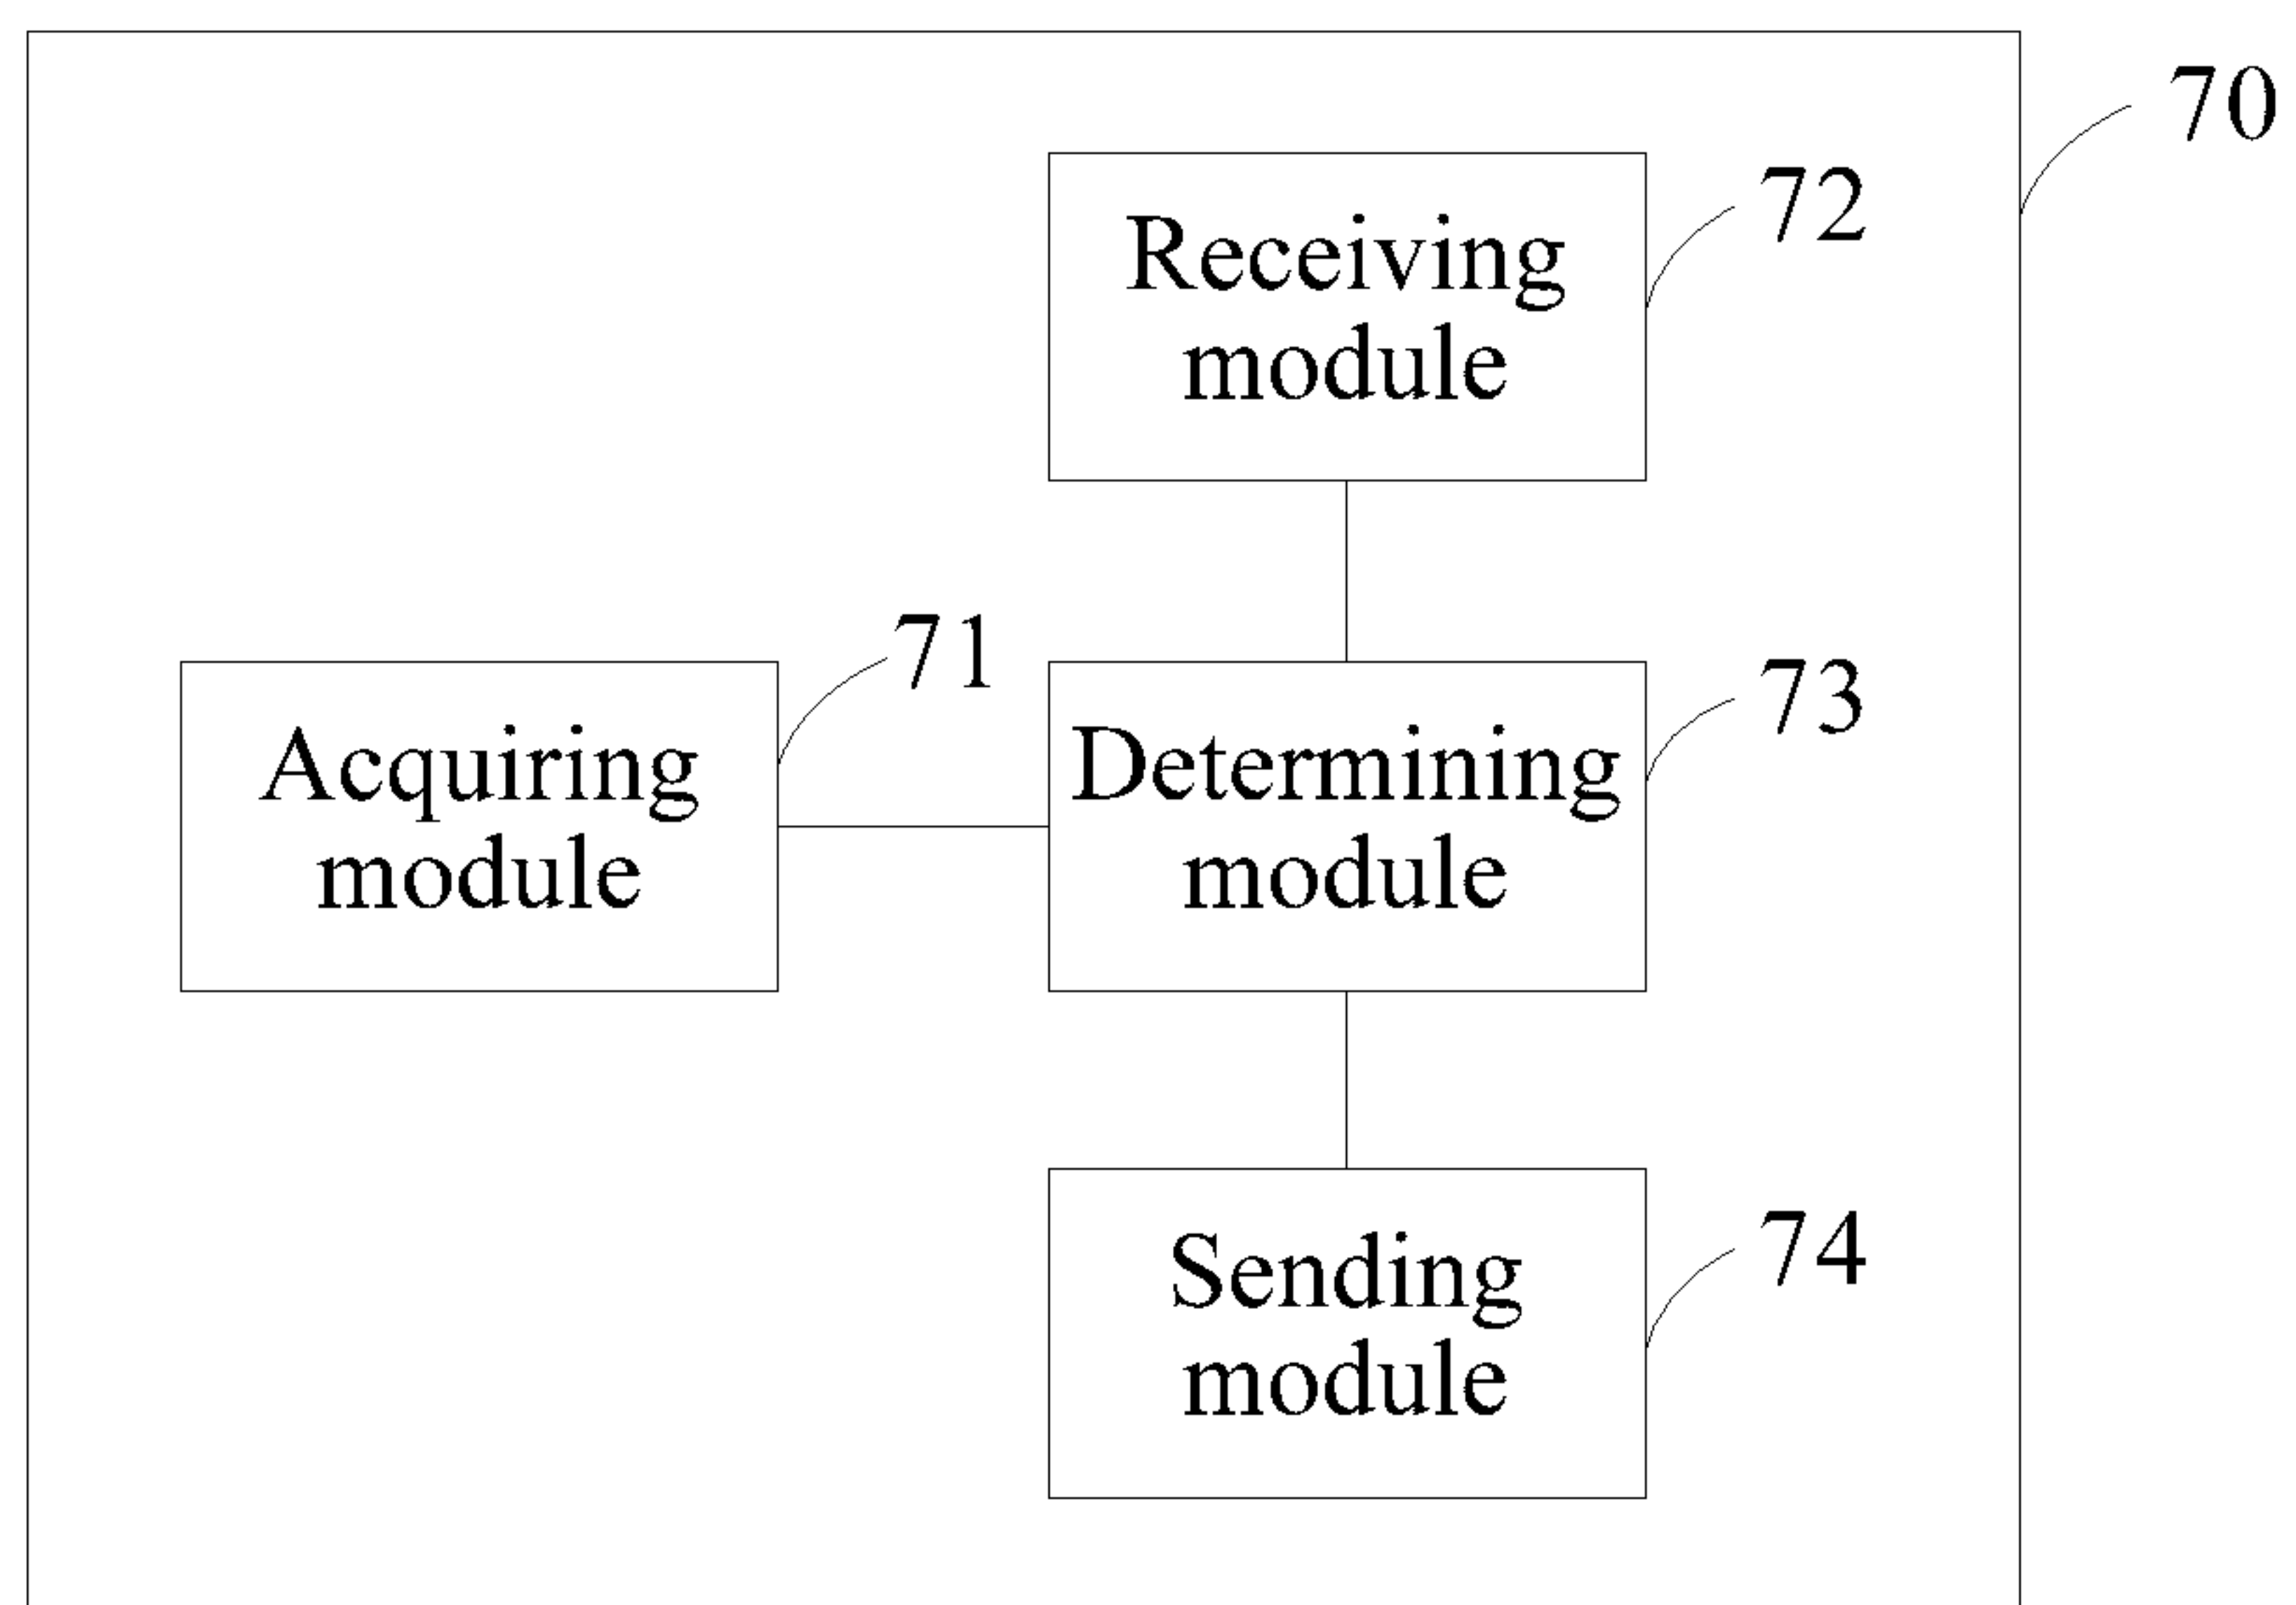 70
72
Receiving
module
71
73
Acquiring
module
Determining
module
74
Sending
module